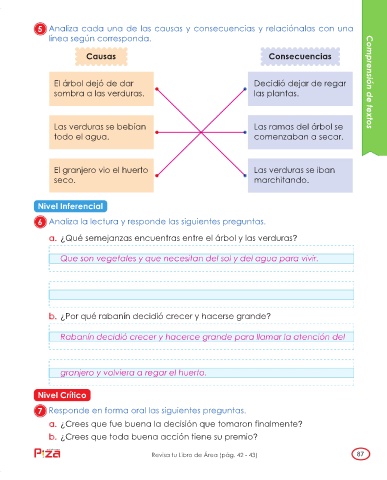 5 Analiza cada una de las causas y consecuencias y relaciónalas con una
línea según corresponda.
Causas
Consecuencias
El árbol dejó de dar
sombra a las verduras.
Decidió dejar de regar
las plantas.
Las verduras se bebían
todo el agua.
Las ramas del árbol se
comenzaban a secar.
El granjero vio el huerto
seco.
Las verduras se iban
marchitando.
Comprensión de textos
Nivel Inferencial
6 Analiza la lectura y responde las siguientes preguntas.
a. ¿Qué semejanzas encuentras entre el árbol y las verduras?
Que son vegetales y que necesitan del sol y del agua para vivir.
b. ¿Por qué rabanín decidió crecer y hacerse grande?
Rabanín decidió crecer y hacerce grande para llamar la atención del
granjero y volviera a regar el huerto.
Nivel Crítico
7 Responde en forma oral las siguientes preguntas.
a. ¿Crees que fue buena la decisión que tomaron finalmente?
b. ¿Crees que toda buena acción tiene su premio?
Piza
Revisa tu Libro de Área (pág. 42 - 43)
87